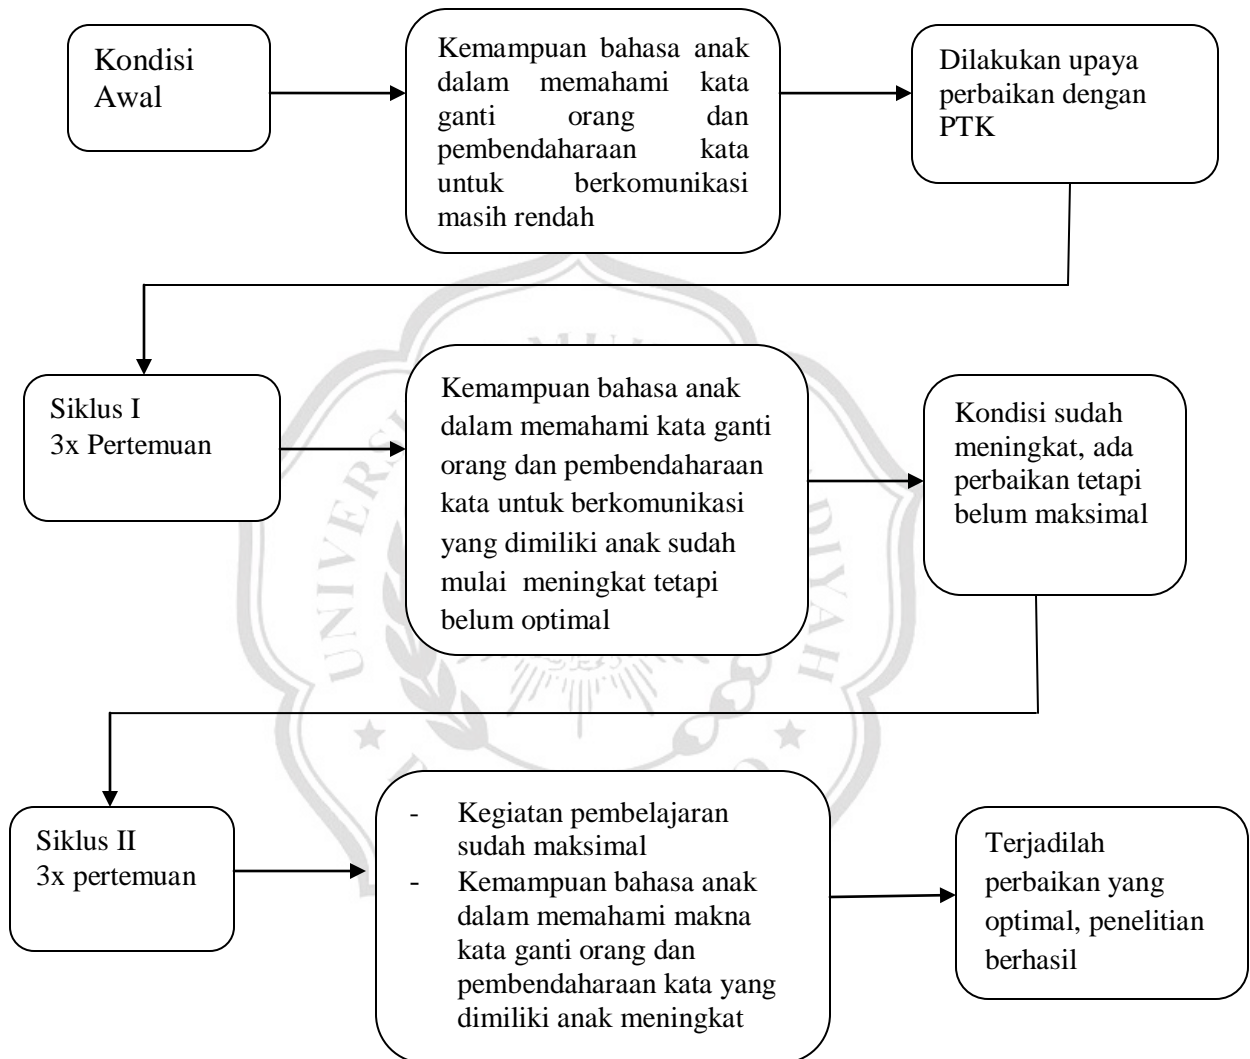 Kondisi
Awal
Kemampuan bahasa anak
dalam memahami kata
ganti orang dan
pembendaharaan kata
untuk berkomunikasi
masih rendah
Dilakukan upaya
perbaikan dengan
PTK
Siklus I
3x Pertemuan
Kemampuan bahasa anak
dalam memahami kata ganti
orang dan pembendaharaan
kata untuk berkomunikasi
yang dimiliki anak sudah
mulai meningkat tetapi
belum optimal
Kondisi sudah
meningkat, ada
perbaikan tetapi
belum maksimal
Siklus II
3x pertemuan
- Kegiatan pembelajaran
sudah maksimal
- Kemampuan bahasa anak
dalam memahami makna
kata ganti orang dan
pembendaharaan kata yang
dimiliki anak meningkat
Terjadilah
perbaikan yang
optimal, penelitian
berhasil